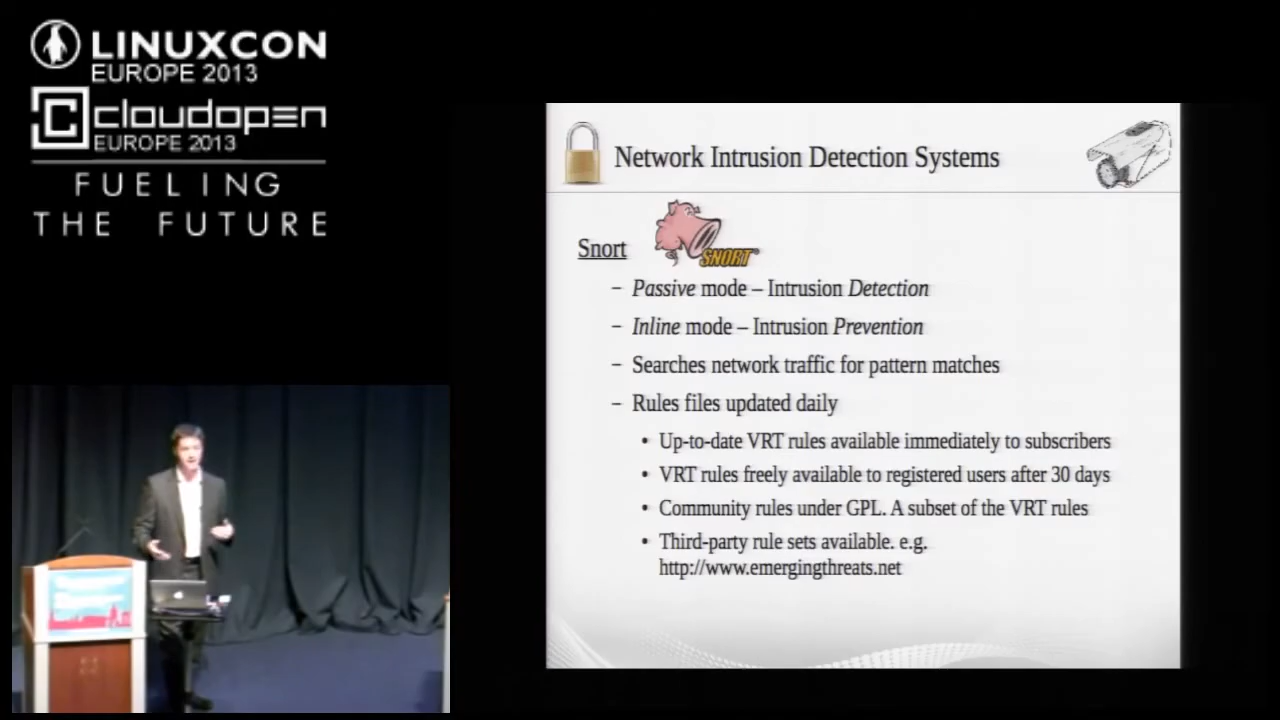 LINUXCON
EUROPE 2013
cloudopen
EUROPE 2013
FUELING
THE FUTURE
Network Intrusion Detection Systems
Snort
SNORT
– Passive mode – Intrusion Detection
– Inline mode – Intrusion Prevention
– Searches network traffic for pattern matches
– Rules files updated daily
• Up-to-date VRT rules available immediately to subscribers
• VRT rules freely available to registered users after 30 days
• Community rules under GPL. A subset of the VRT rules
• Third-party rule sets available. e.g.
http://www.emergingthreats.net